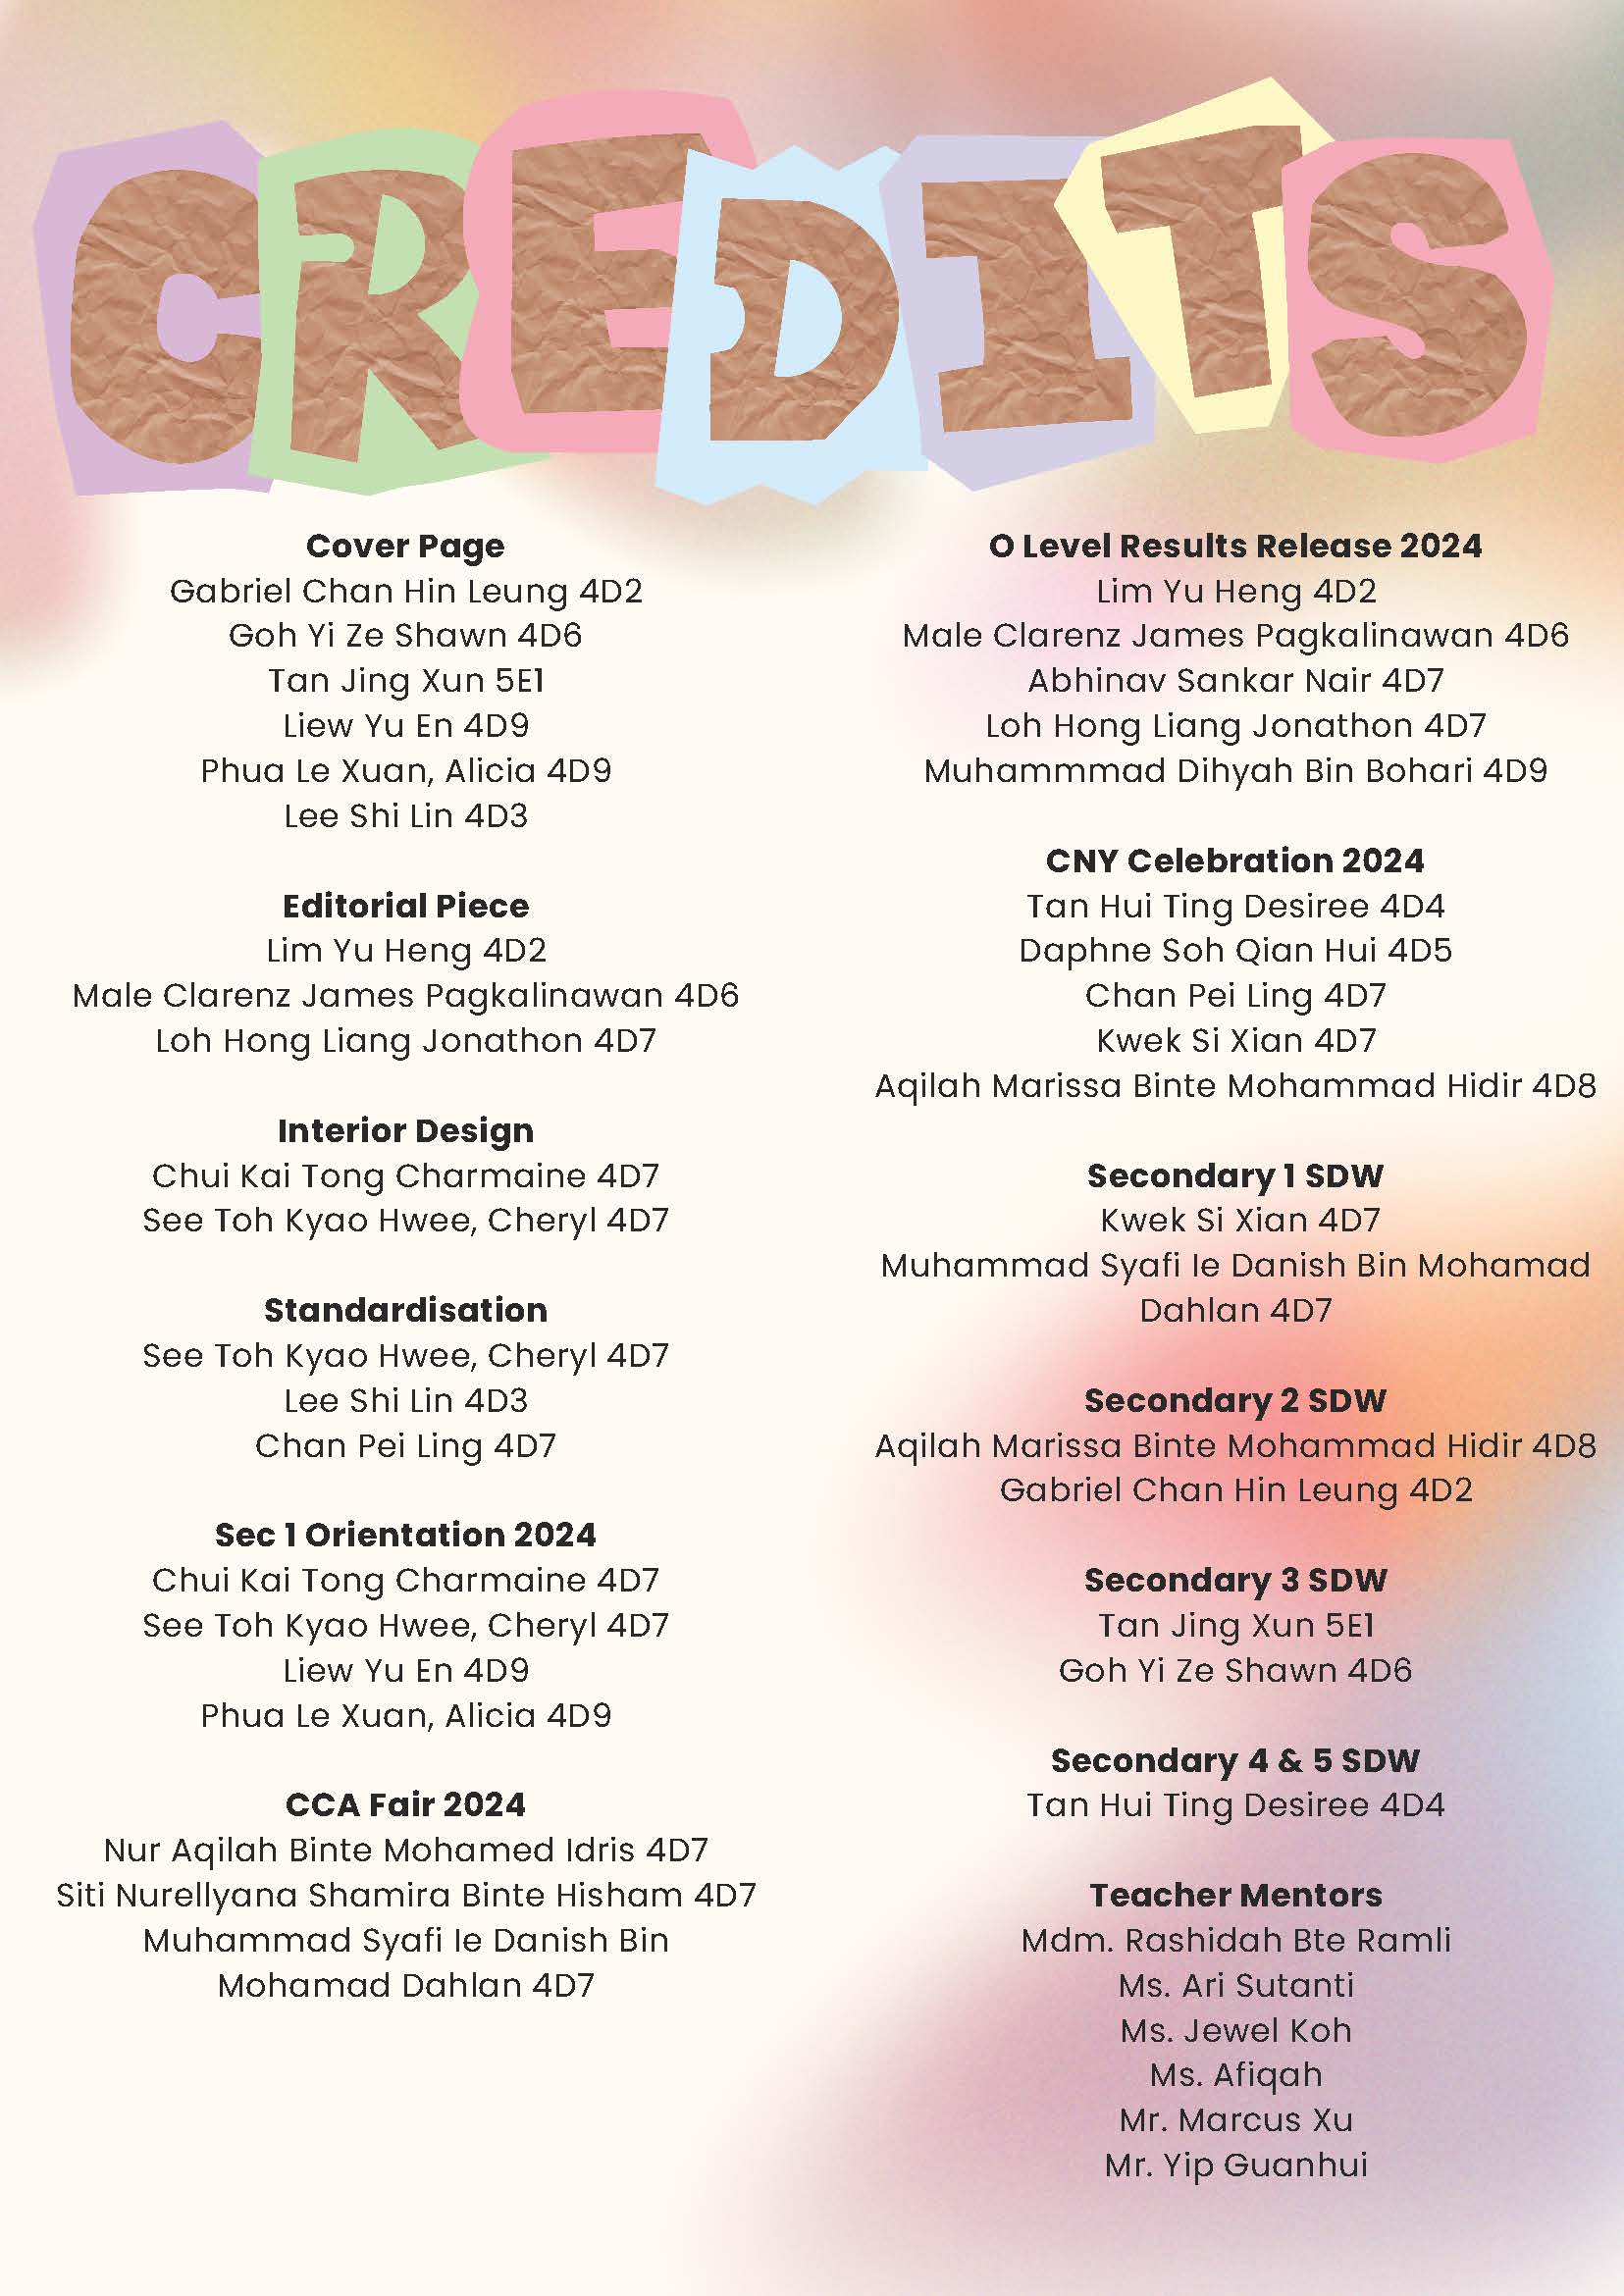 CREDITS
Cover Page
Gabriel Chan Hin Leung 4D2
Goh Yi Ze Shawn 4D6
Tan Jing Xun 5E1
Liew Yu En 4D9
Phua Le Xuan, Alicia 4D9
Lee Shi Lin 4D3
Editorial Piece
Lim Yu Heng 4D2
Male Clarenz James Pagkalinawan 4D6
Loh Hong Liang Jonathon 4D7
Interior Design
Chui Kai Tong Charmaine 4D7
See Toh Kyao Hwee, Cheryl 4D7
Standardisation
See Toh Kyao Hwee, Cheryl 4D7
Lee Shi Lin 4D3
Chan Pei Ling 4D7
Sec 1 Orientation 2024
Chui Kai Tong Charmaine 4D7
See Toh Kyao Hwee, Cheryl 4D7
Liew Yu En 4D9
Phua Le Xuan, Alicia 4D9
CCA Fair 2024
Nur Aqilah Binte Mohamed Idris 4D7
Siti Nurellyana Shamira Binte Hisham 4D7
Muhammad Syafi Ie Danish Bin
Mohamad Dahlan 4D7
O Level Results Release 2024
Lim Yu Heng 4D2
Male Clarenz James Pagkalinawan 4D6
Abhinav Sankar Nair 4D7
Loh Hong Liang Jonathon 4D7
Muhammmad Dihyah Bin Bohari 4D9
CNY Celebration 2024
Tan Hui Ting Desiree 4D4
Daphne Soh Qian Hui 4D5
Chan Pei Ling 4D7
Kwek Si Xian 4D7
Aqilah Marissa Binte Mohammad Hidir 4D8
Secondary 1 SDW
Kwek Si Xian 4D7
Muhammad Syafi Ie Danish Bin Mohamad
Dahlan 4D7
Secondary 2 SDW
Aqilah Marissa Binte Mohammad Hidir 4D8
Gabriel Chan Hin Leung 4D2
Secondary 3 SDW
Tan Jing Xun 5E1
Goh Yi Ze Shawn 4D6
Secondary 4 & 5 SDW
Tan Hui Ting Desiree 4D4
Teacher Mentors
Mdm. Rashidah Bte Ramli
Ms. Ari Sutanti
Ms. Jewel Koh
Ms. Afiqah
Mr. Marcus Xu
Mr. Yip Guanhui